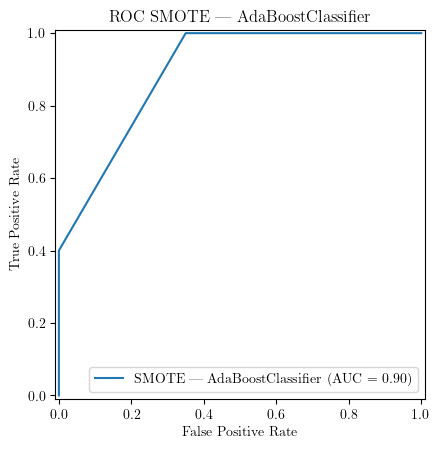 ROC SMOTE — AdaBoostClassifier
1.0
0.8
0.6
0.4
0.2
0.0
True Positive Rate
SMOTE — AdaBoostClassifier (AUC = 0.90)
0.0 0.2 0.4 0.6 0.8 1.0
False Positive Rate